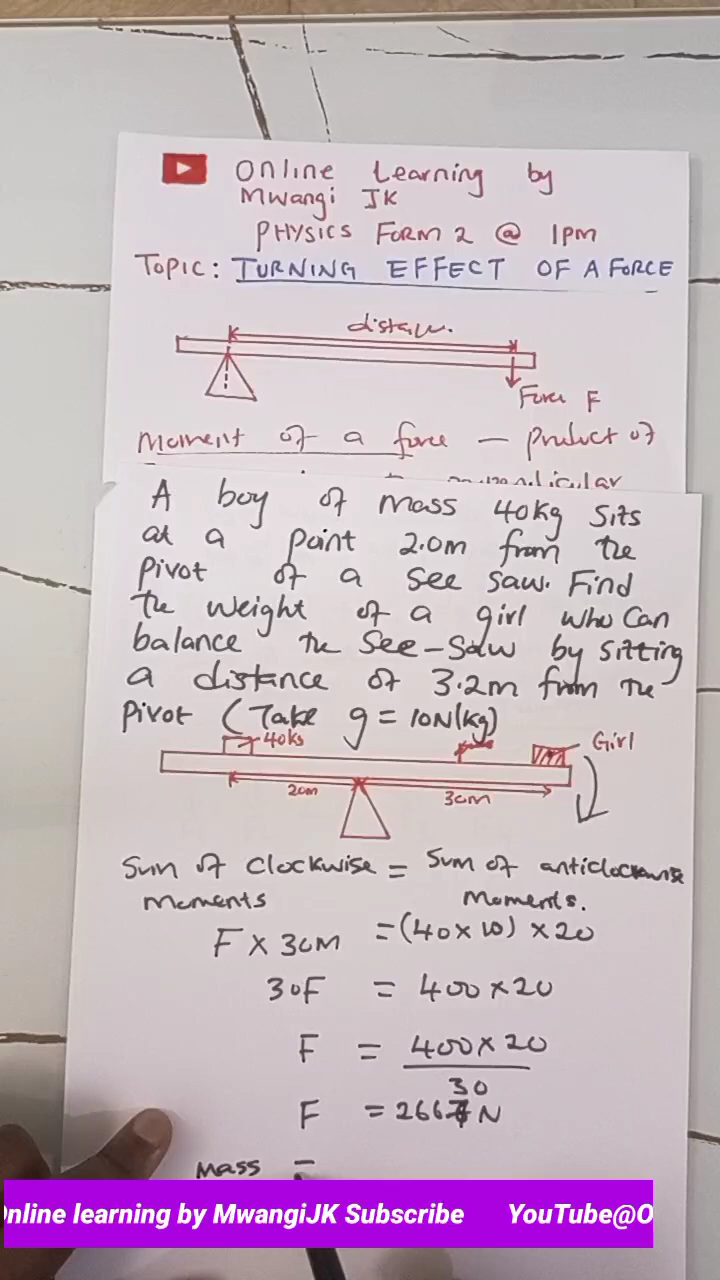 Online Learning by
Mwangi JK
PHYSICS FORM 2 @ 1PM
TOPIC: TURNING EFFECT OF A FORCE
distance.
Force F
Moment of a force — product of
A boy of mass 40kg sits
at a point 2.0m from the
pivot of a see saw. Find
the weight of a girl who can
balance the see-saw by sitting
a distance of 3.2m from the
pivot (Take g = 10N/kg)
40kg
Girl
20m
30m
Sum of clockwise = Sum of anticlockwise
moments Moments.
F x 30m = (40 x 10) x 20
30F = 400 x 20
F = 400 x 20
30
F = 266 N
Mass =
nline learning by MwangiJK Subscribe YouTube@O